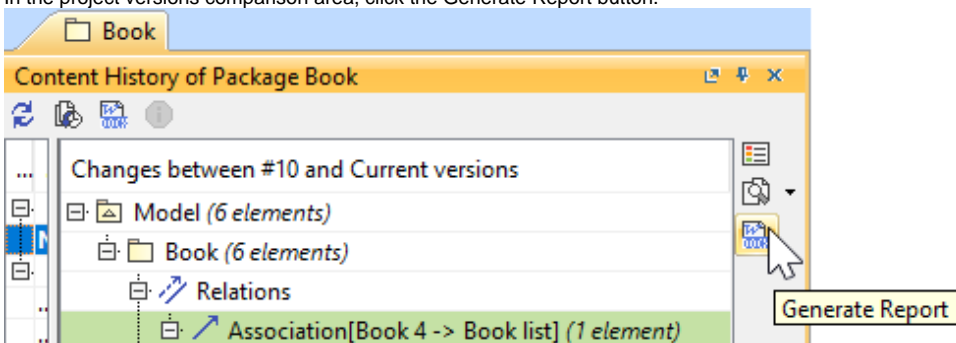 In the project versions comparison area, click the Generate Report button.
Book
Content History of Package Book
... Changes between #10 and Current versions
Model (6 elements)
Book (6 elements)
Relations
Association[Book 4 -> Book list] (1 element)
Generate Report